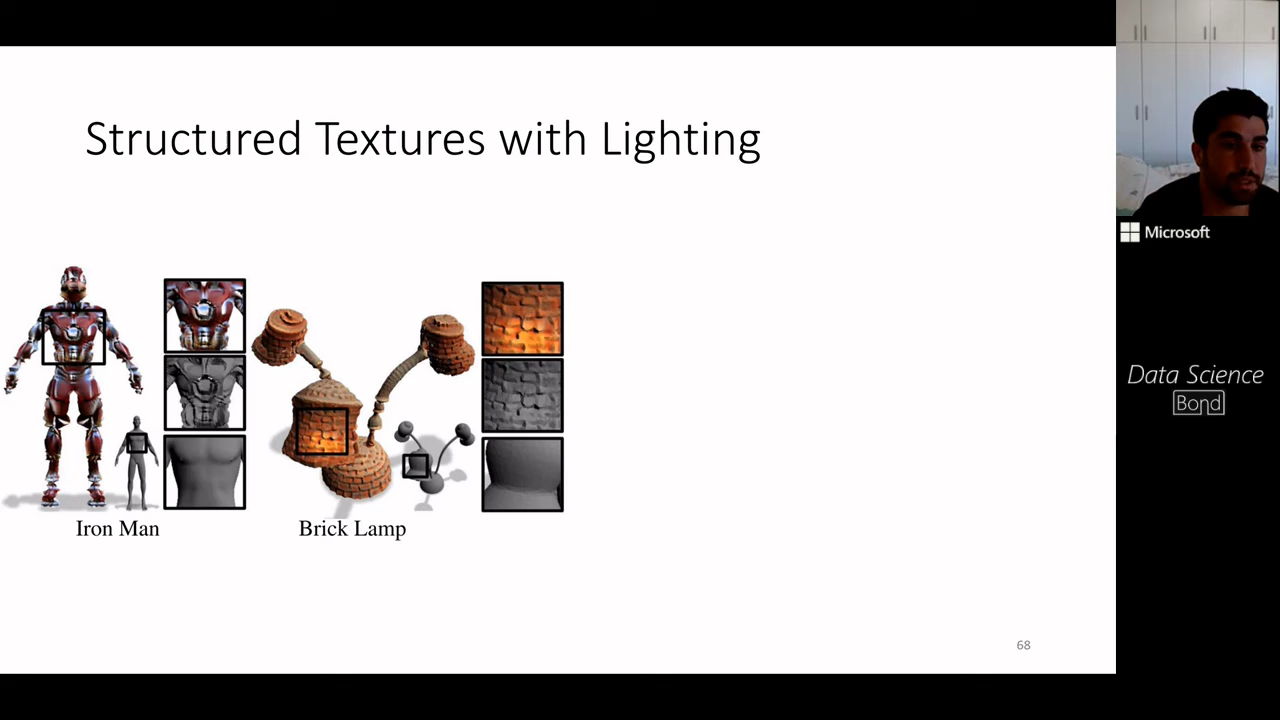 Structured Textures with Lighting
Iron Man
Brick Lamp
68
Microsoft
Data Science
Bond